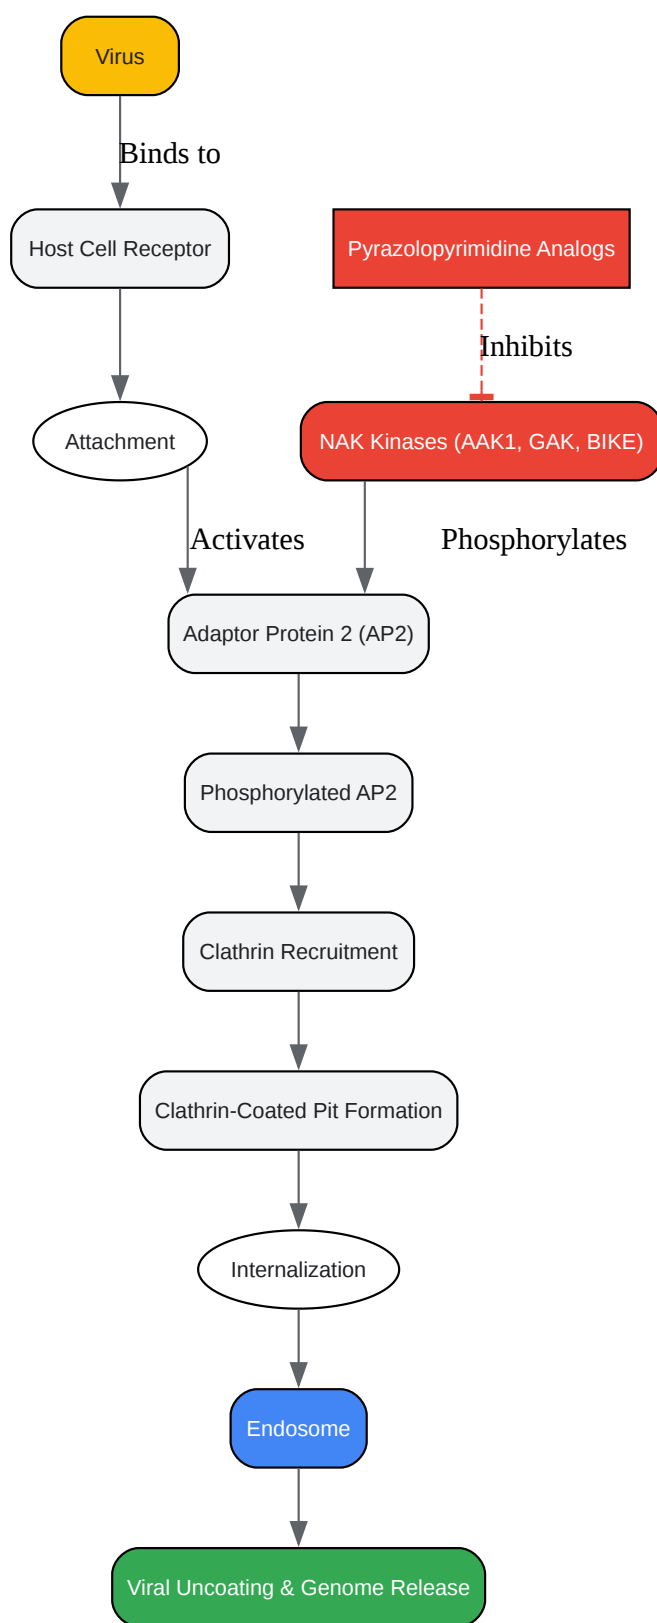 Virus
Binds to
Host Cell Receptor
Pyrazolopyrimidine Analogs
Inhibits
Attachment
NAK Kinases (AAK1, GAK, BIKE)
Activates
Phosphorylates
Adaptor Protein 2 (AP2)
Phosphorylated AP2
Clathrin Recruitment
Clathrin-Coated Pit Formation
Internalization
Endosome
Viral Uncoating & Genome Release